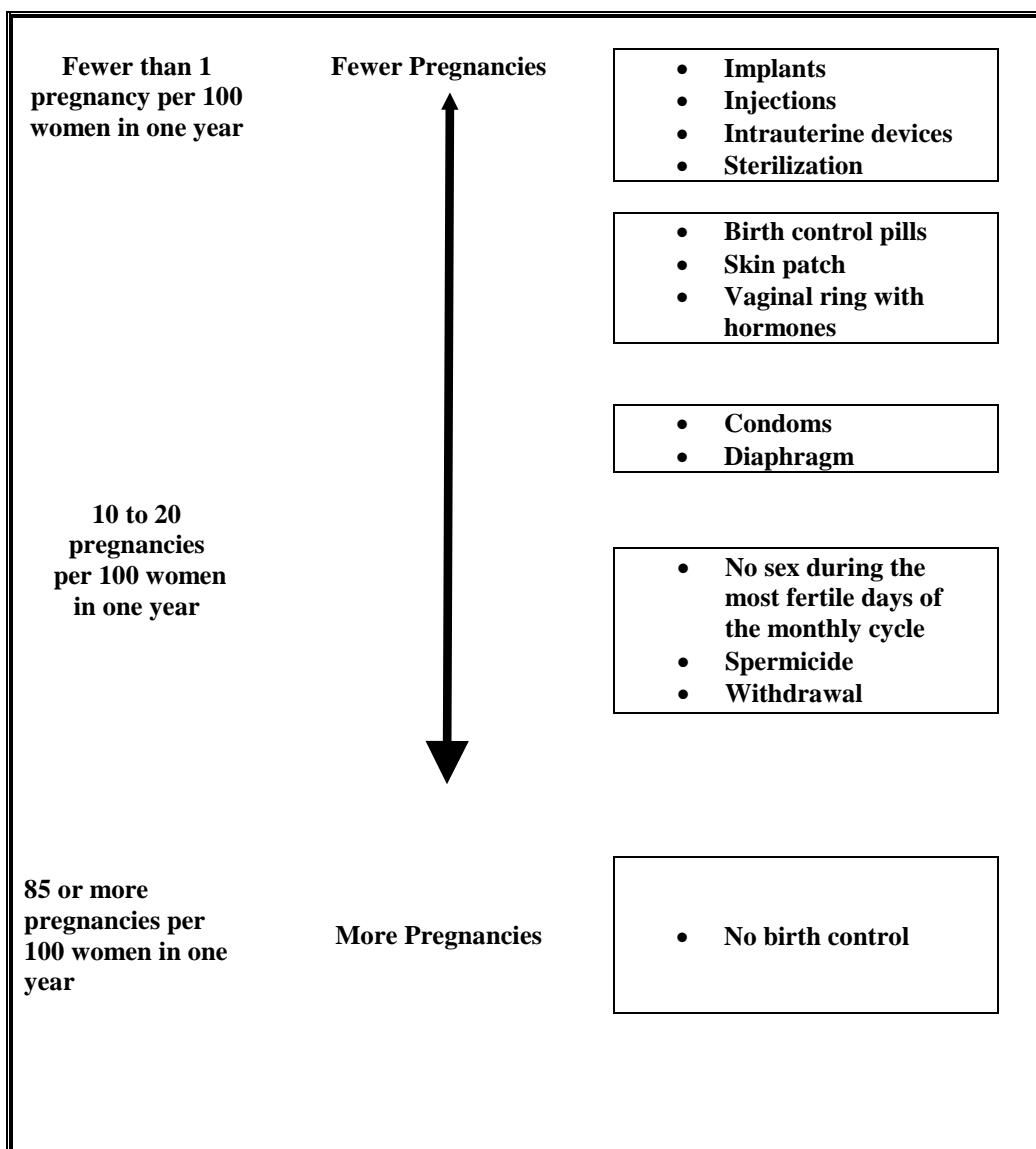 Fewer than 1
pregnancy per 100
women in one year
Fewer Pregnancies
• Implants
• Injections
• Intrauterine devices
• Sterilization
• Birth control pills
• Skin patch
• Vaginal ring with
hormones
• Condoms
• Diaphragm
10 to 20
pregnancies
per 100 women
in one year
• No sex during the
most fertile days of
the monthly cycle
• Spermicide
• Withdrawal
85 or more
pregnancies per
100 women in one
year
More Pregnancies
• No birth control